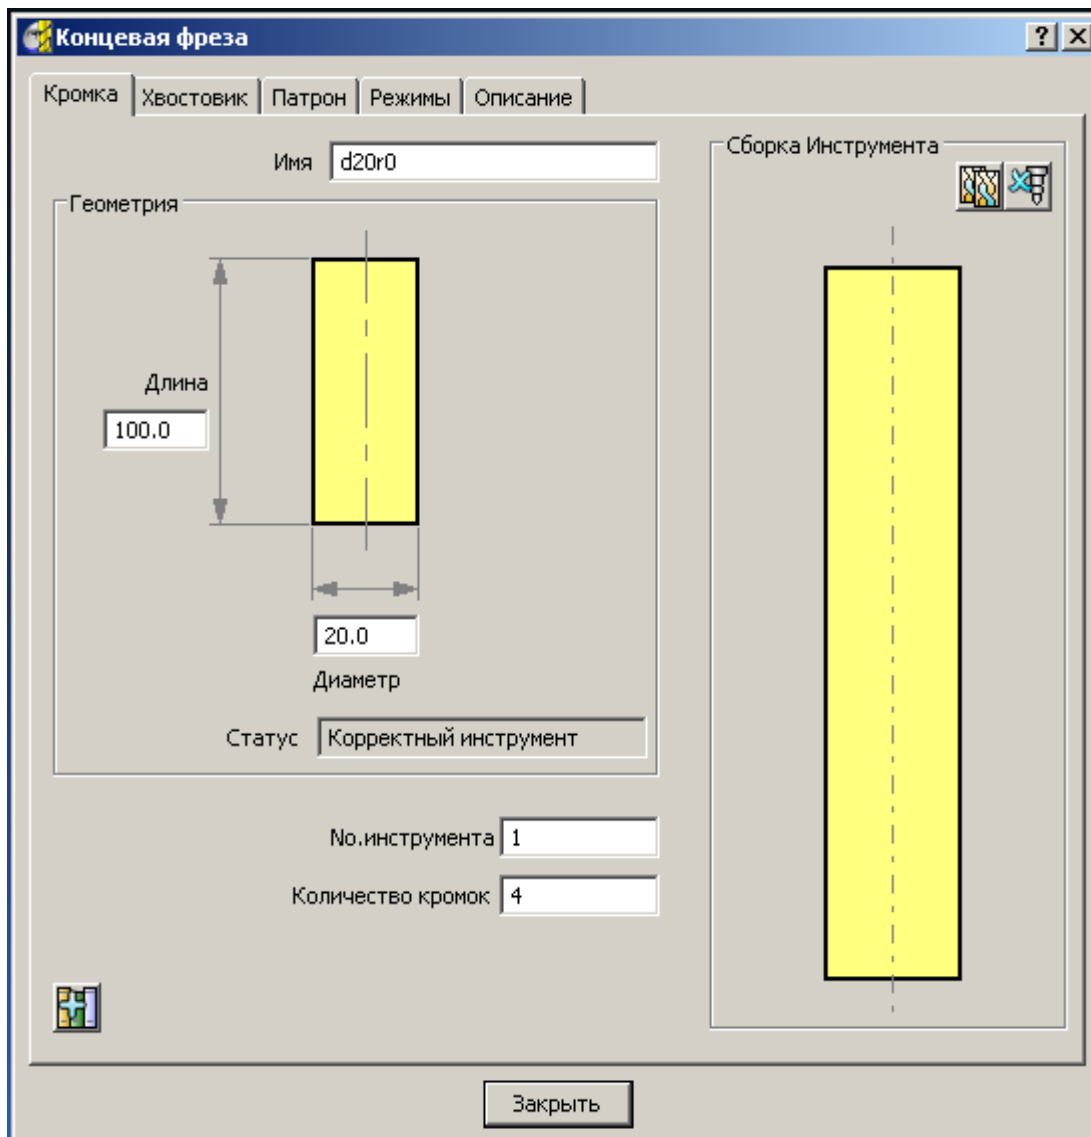 Концевая фреза
Кромка Хвостовик Патрон Режимы Описание
Имя d20r0
Сборка Инструмента
Геометрия
Длина
100.0
20.0
Диаметр
Статус Корректный инструмент
No.инструмента 1
Количество кромок 4
Закрыть